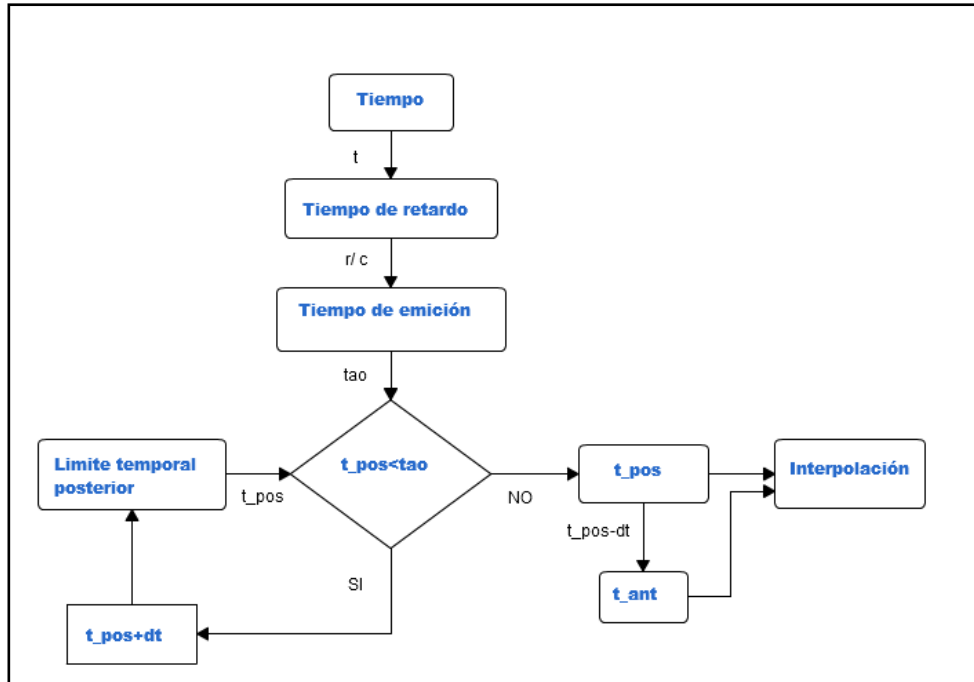 Tiempo
t
Tiempo de retardo
r/ c
Tiempo de emición
tao
Limite temporal
posterior
t_pos
t_pos<tao
NO
t_pos
t_pos-dt
Interpolación
t_ant
SI
t_pos+dt